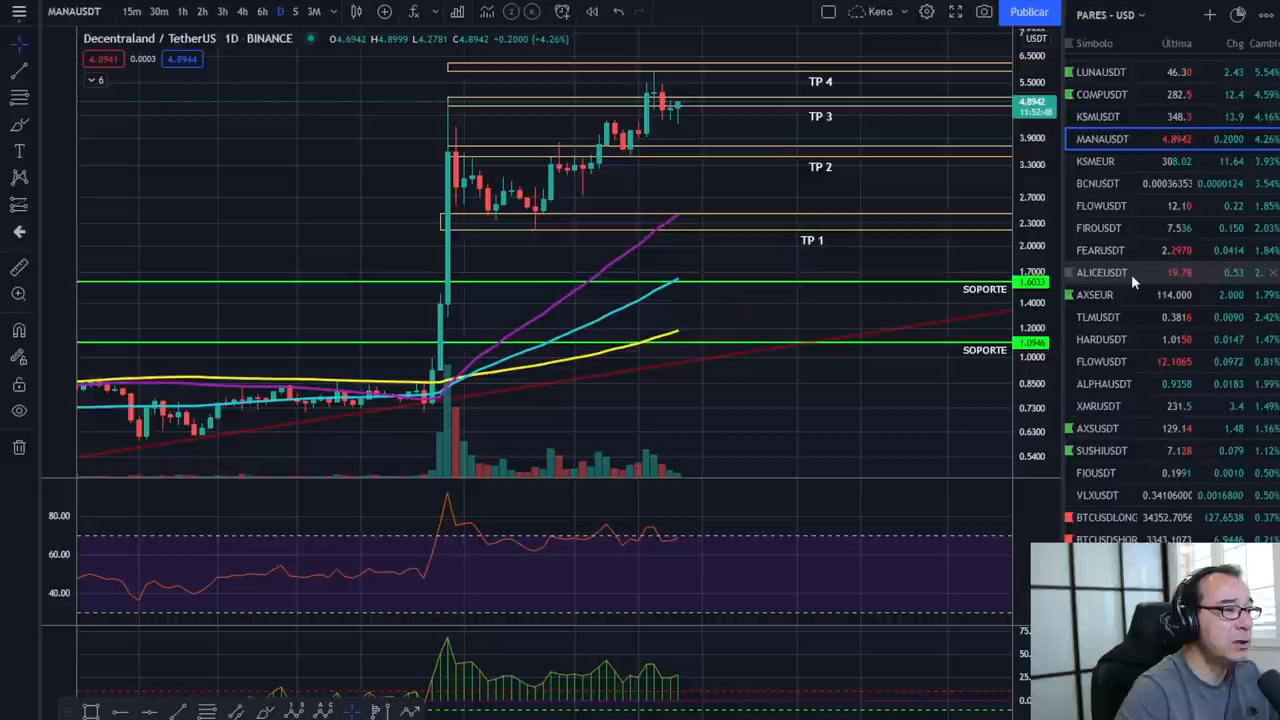 MANAUSDT 15m 30m 1h 2h 3h 4h 6h D S 3M Keno Publicar
PARES - USD
Decentraland / TetherUS 1D BINANCE O4.6942 H4.8999 L4.2781 C4.8942 +0.2000 (+4.26%)
USDT
Símbolo Última Chg Cambio
4.8941 0.0003 4.8944
6
6.5000
5.5000
4.8942
11:52:48
3.9000
3.3000
2.7000
2.3000
2.0000
1.7000
1.6033
1.4000
1.2000
1.0946
1.0000
0.8500
0.7300
0.6300
0.5400
TP 4
TP 3
TP 2
TP 1
SOPORTE
SOPORTE
80.00
60.00
40.00
75.
50.
25.0
0.0
LUNAUSDT 46.30 2.43 5.54%
COMPUSDT 282.5 12.4 4.59%
KSMUSDT 348.3 13.9 4.16%
MANAUSDT 4.8942 0.2000 4.26%
KSMEUR 308.02 11.64 3.93%
BCNUSDT 0.00036353 0.0000124 3.54%
FLOWUSDT 12.10 0.22 1.85%
FIROUSDT 7.536 0.150 2.03%
FEARUSDT 2.2970 0.0414 1.84%
ALICEUSDT 19.78 0.53 2.
AXSEUR 114.000 2.000 1.79%
TLMUSDT 0.3816 0.0090 2.42%
HARDUSDT 1.0150 0.0147 1.47%
FLOWUSDT 12.1065 0.0972 0.81%
ALPHAUSDT 0.9358 0.0183 1.99%
XMRUSDT 231.5 3.4 1.49%
AXSUSDT 129.14 1.48 1.16%
SUSHIUSDT 7.128 0.079 1.12%
FIOUSDT 0.1991 0.0010 0.50%
VLXUSDT 0.34106000 0.0016800 0.50%
BTCUSDLONG 34352.7056 127.6538 0.37%
BTCUSDSHOR 3343.1073 6.9446 0.21%